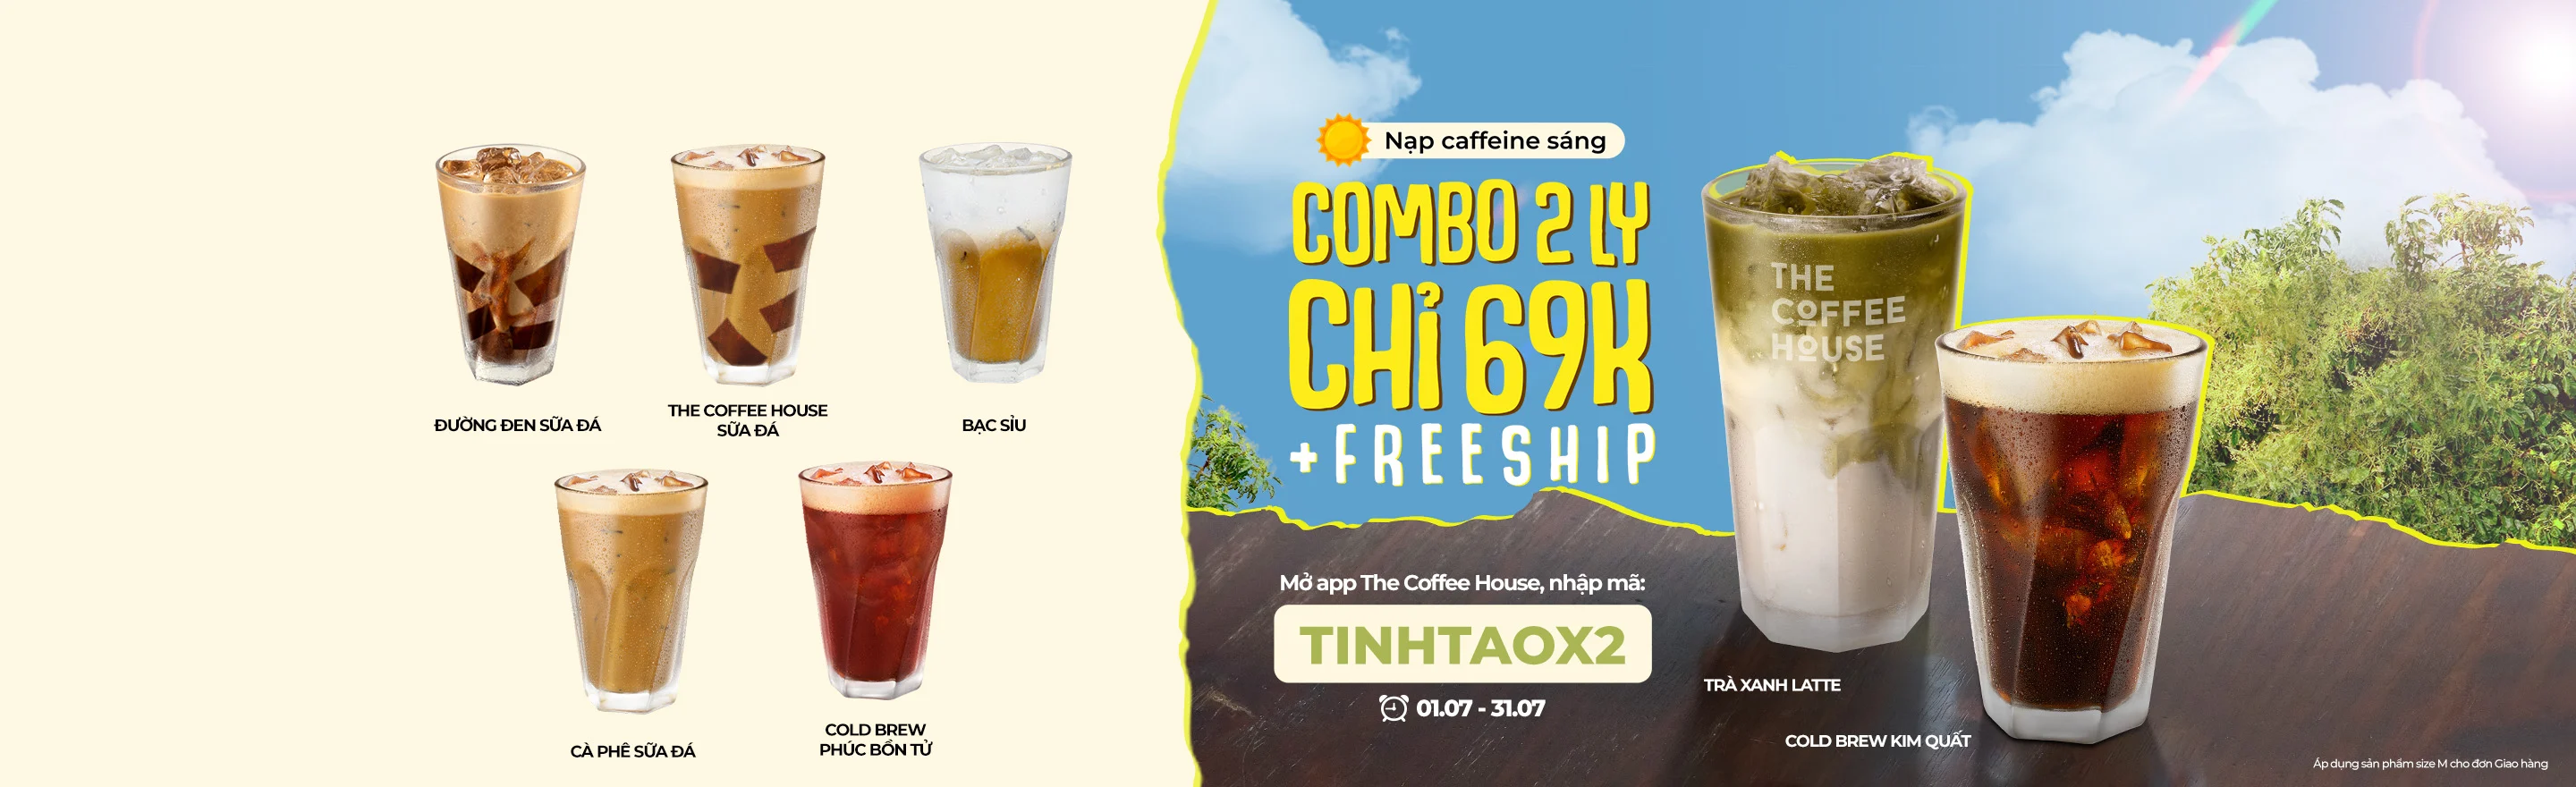 ĐƯỜNG ĐEN SỮA ĐÁ
THE COFFEE HOUSE
SỮA ĐÁ
BẠC SỈU
CÀ PHÊ SỮA ĐÁ
COLD BREW
PHÚC BỒN TỬ
Nạp caffeine sáng
COMBO 2 LY
CHỈ 69K
+FREESHIP
Mở app The Coffee House, nhập mã:
TINHTAOX2
01.07 - 31.07
THE
COFFEE
HOUSE
TRÀ XANH LATTE
COLD BREW KIM QUẤT
Áp dụng sản phẩm size M cho đơn Giao hàng